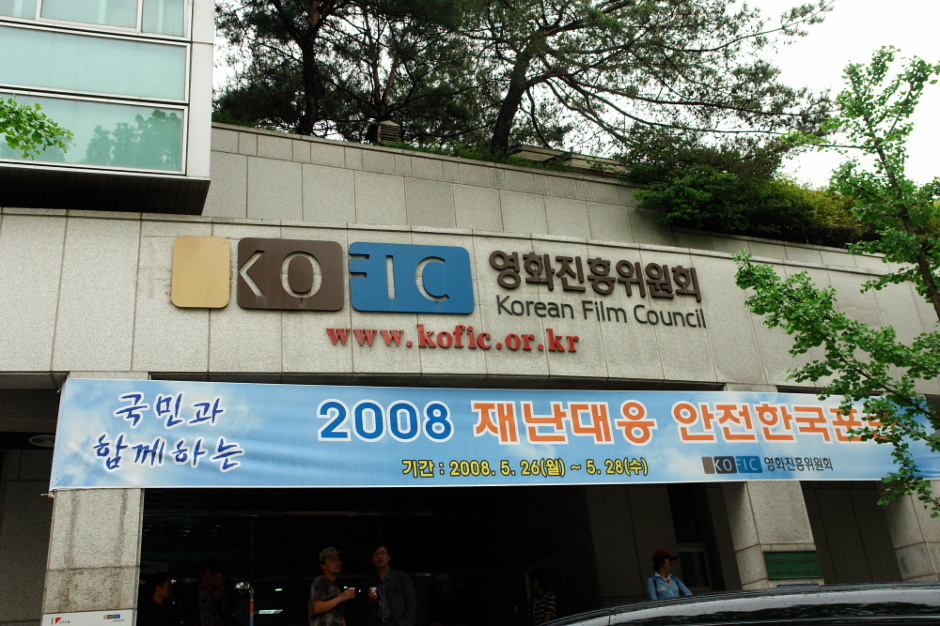 KOFIC 영화진흥위원회
Korean Film Council
www.kofic.or.kr
국민과
함께하는
2008 재난대응 안전한국
기간 : 2008. 5. 26(월) ~ 5. 28(수)
KOFIC 영화진흥위원회